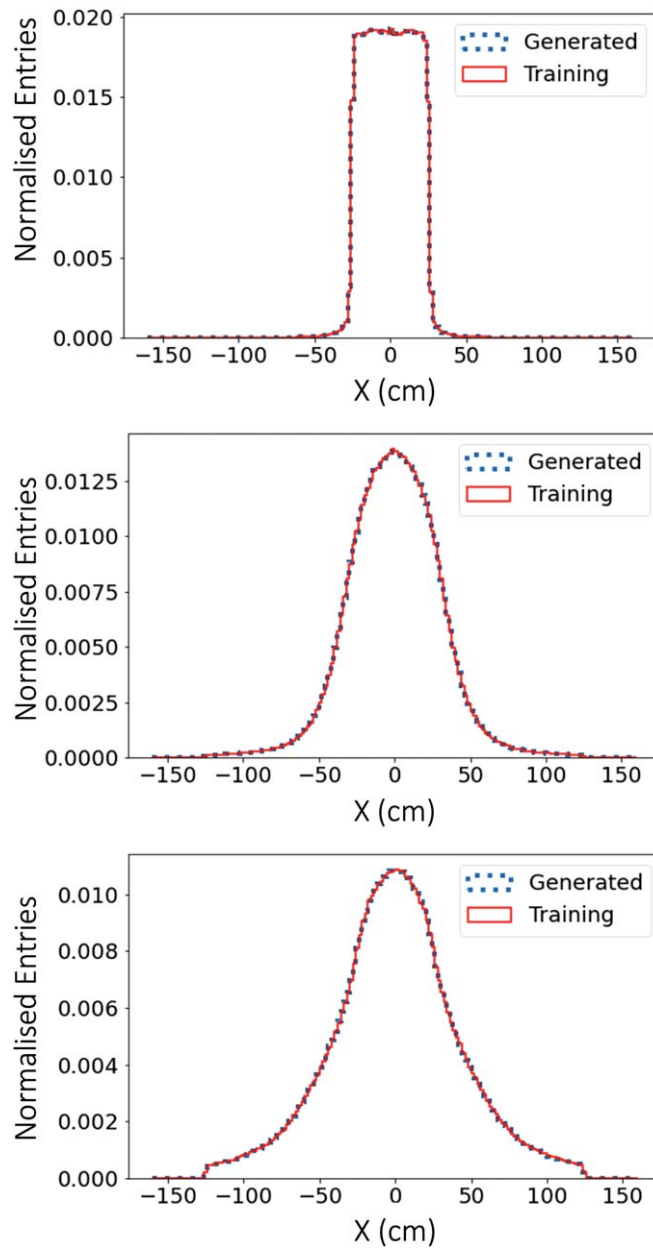 0.020
0.015
0.010
0.005
0.000
Normalised Entries
Generated
Training
−150 −100 −50 0 50 100 150
X (cm)
0.0125
0.0100
0.0075
0.0050
0.0025
0.0000
Normalised Entries
Generated
Training
−150 −100 −50 0 50 100 150
X (cm)
0.010
0.008
0.006
0.004
0.002
0.000
Normalised Entries
Generated
Training
−150 −100 −50 0 50 100 150
X (cm)